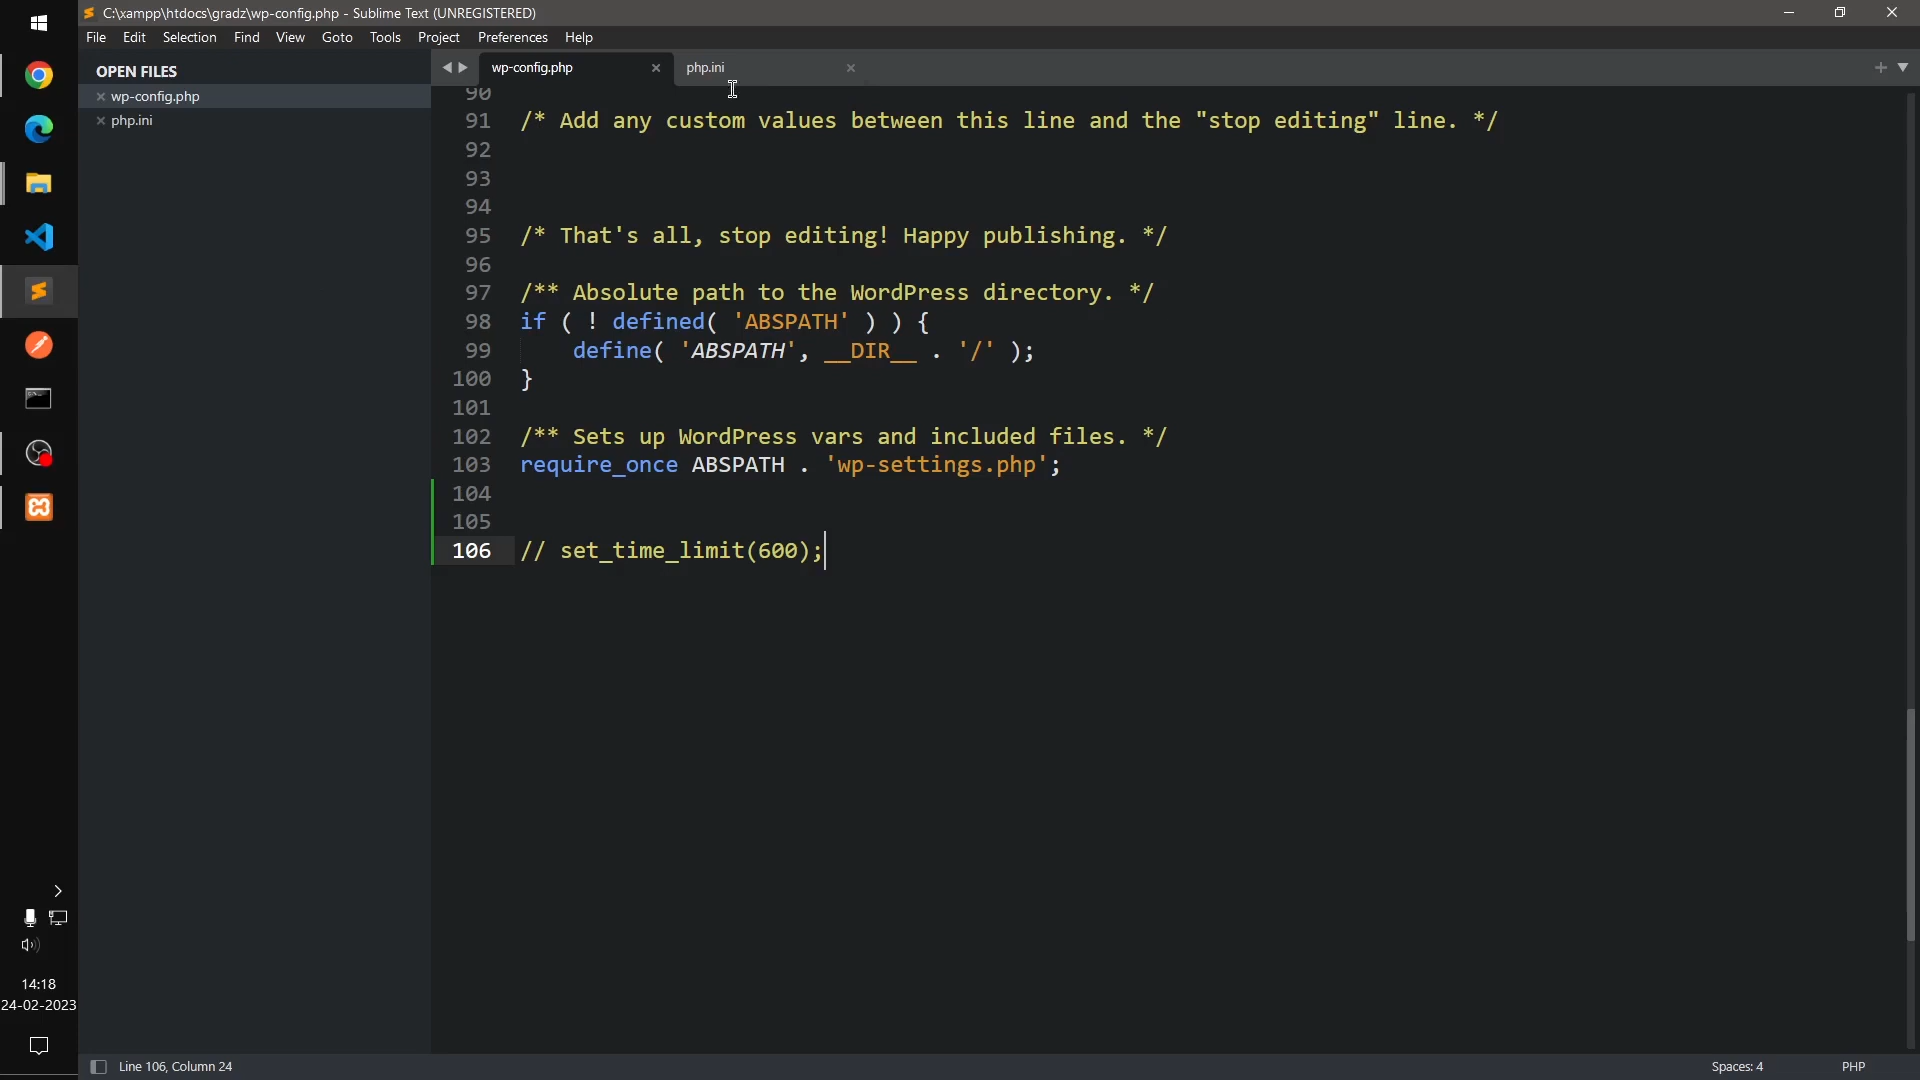 C:\xampp\htdocs\gradz\wp-config.php - Sublime Text (UNREGISTERED)
File Edit Selection Find View Goto Tools Project Preferences Help
OPEN FILES
wp-config.php
php.ini
wp-config.php
php.ini
90
91 /* Add any custom values between this line and the "stop editing" line. */
92
93
94
95 /* That's all, stop editing! Happy publishing. */
96
97 /** Absolute path to the WordPress directory. */
98 if ( ! defined( 'ABSPATH' ) ) {
99 define( 'ABSPATH', __DIR__ . '/' );
100 }
101
102 /** Sets up WordPress vars and included files. */
103 require_once ABSPATH . 'wp-settings.php';
104
105
106 // set_time_limit(600);
14:18
24-02-2023
Line 106, Column 24
Spaces: 4
PHP